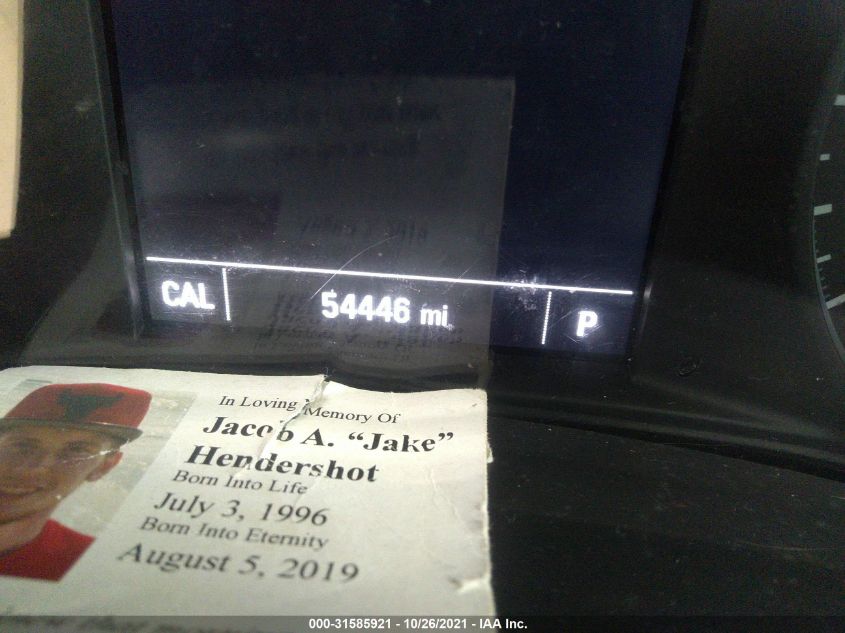 CAL 54446 mi P
In Loving Memory Of
Jacob A. “Jake”
Hendershot
Born Into Life
July 3, 1996
Born Into Eternity
August 5, 2019
000-31585921 - 10/26/2021 - IAA Inc.